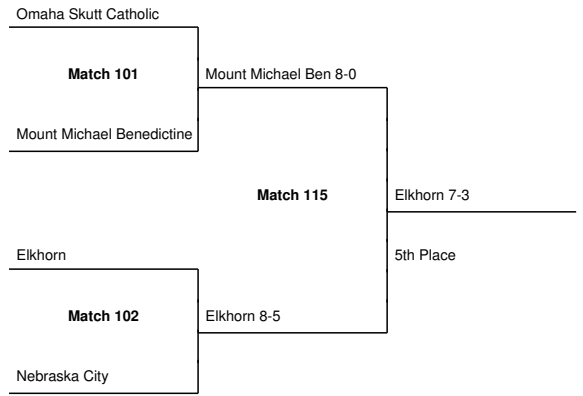 Omaha Skutt Catholic
Match 101
Mount Michael Ben 8-0
Mount Michael Benedictine
Match 115
Elkhorn 7-3
Elkhorn
5th Place
Match 102
Elkhorn 8-5
Nebraska City